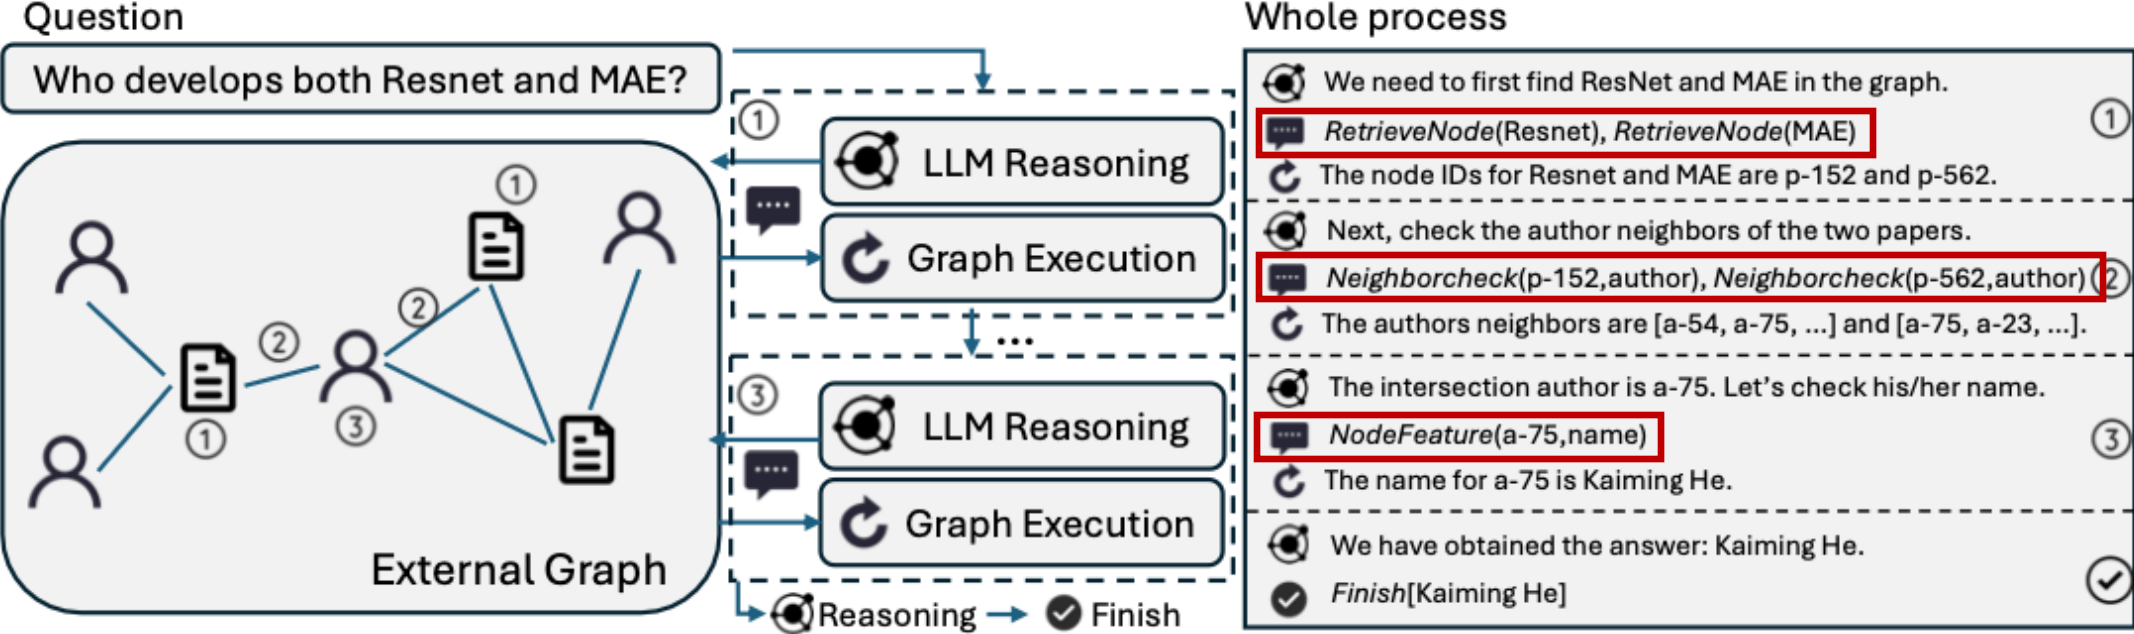 Question
Who develops both Resnet and MAE?
1
2
2
1
3
External Graph
1
LLM Reasoning
Graph Execution
...
3
LLM Reasoning
Graph Execution
Reasoning
Finish
Whole process
We need to first find ResNet and MAE in the graph.
1
RetrieveNode(Resnet), RetrieveNode(MAE)
The node IDs for Resnet and MAE are p-152 and p-562.
Next, check the author neighbors of the two papers.
Neighborcheck(p-152,author), Neighborcheck(p-562,author)
2
The authors neighbors are [a-54, a-75, ...] and [a-75, a-23, ...].
The intersection author is a-75. Let's check his/her name.
NodeFeature(a-75,name)
3
The name for a-75 is Kaiming He.
We have obtained the answer: Kaiming He.
Finish[Kaiming He]